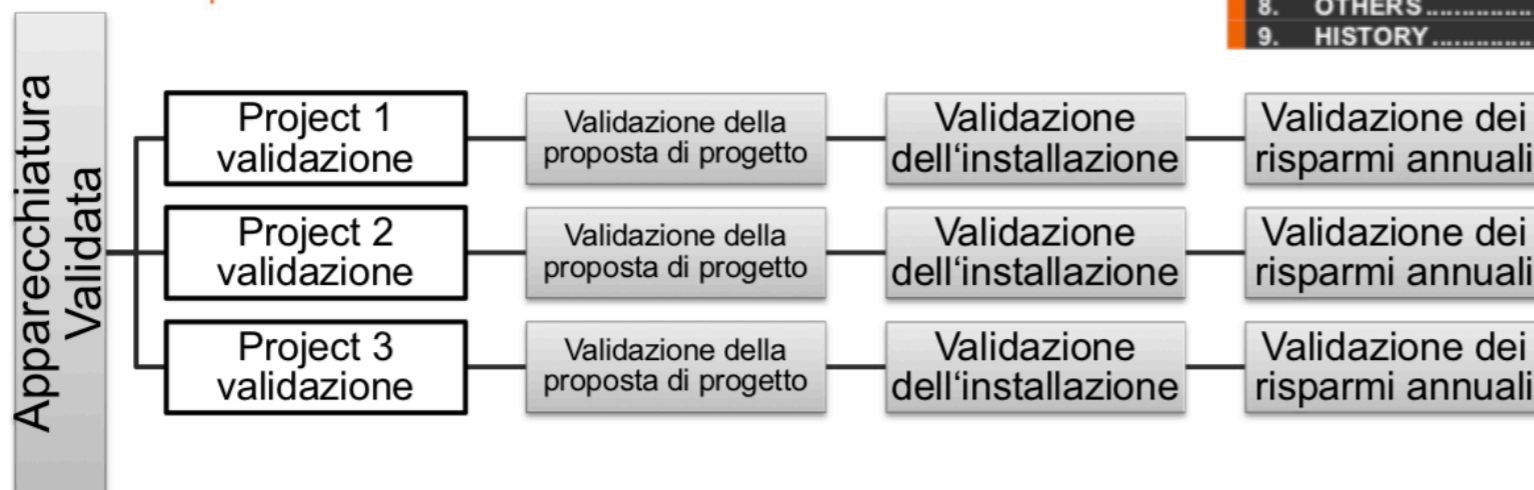 8. OTHERS
9. HISTORY
Apparecchiatura
Validata
Project 1
validazione
Validazione della
proposta di progetto
Validazione
dell‘installazione
Validazione dei
risparmi annuali
Project 2
validazione
Validazione della
proposta di progetto
Validazione
dell‘installazione
Validazione dei
risparmi annuali
Project 3
validazione
Validazione della
proposta di progetto
Validazione
dell‘installazione
Validazione dei
risparmi annuali